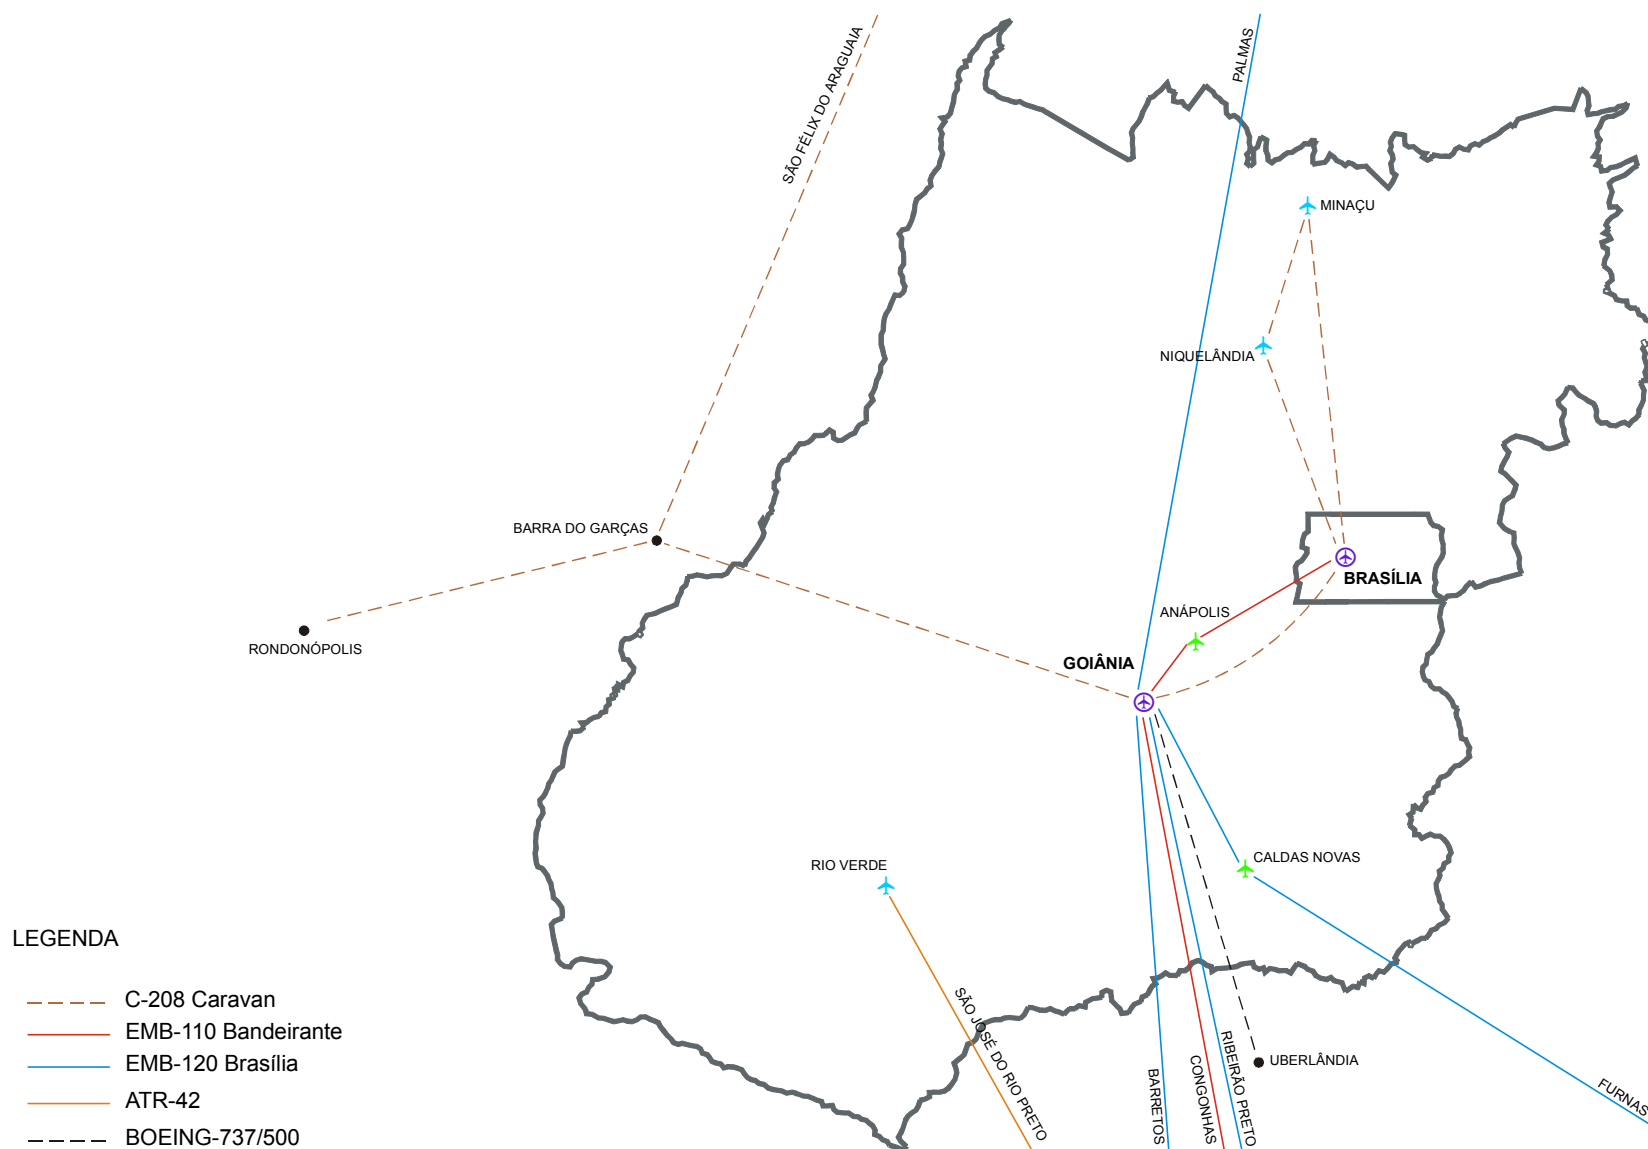 SÃO FÉLIX DO ARAGUAIA
PALMAS
MINAÇU
NIQUELÂNDIA
BARRA DO GARÇAS
BRASÍLIA
ANÁPOLIS
RONDONÓPOLIS
GOIÂNIA
CALDAS NOVAS
RIO VERDE
SÃO JOSÉ DO RIO PRETO
BARRETOS
CONGONHAS
RIBEIRÃO PRETO
UBERLÂNDIA
FURNAS
LEGENDA
C-208 Caravan
EMB-110 Bandeirante
EMB-120 Brasília
ATR-42
BOEING-737/500